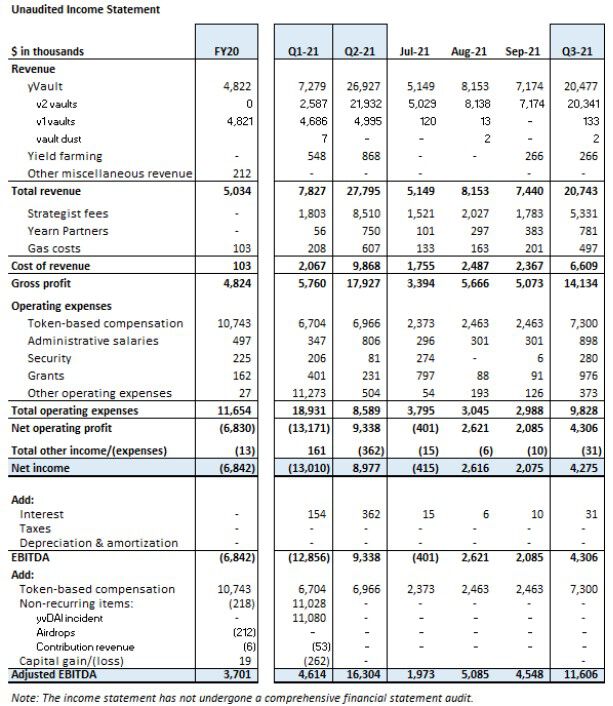 Unaudited Income Statement
$ in thousands FY20 Q1-21 Q2-21 Jul-21 Aug-21 Sep-21 Q3-21
Revenue
yVault 4,822 7,279 26,927 5,149 8,153 7,174 20,477
v2 vaults 0 2,587 21,932 5,029 8,138 7,174 20,341
v1 vaults 4,821 4,686 4,995 120 13 - 133
vault dust 7 - - 2 - 2
Yield farming - 548 868 - - 266 266
Other miscellaneous revenue 212 - - - - -
Total revenue 5,034 7,827 27,795 5,149 8,153 7,440 20,743
Strategist fees - 1,803 8,510 1,521 2,027 1,783 5,331
Yearn Partners - 56 750 101 297 383 781
Gas costs 103 208 607 133 163 201 497
Cost of revenue 103 2,067 9,868 1,755 2,487 2,367 6,609
Gross profit 4,824 5,760 17,927 3,394 5,666 5,073 14,134
Operating expenses
Token-based compensation 10,743 6,704 6,966 2,373 2,463 2,463 7,300
Administrative salaries 497 347 806 296 301 301 898
Security 225 206 81 274 - 6 280
Grants 162 401 231 797 88 91 976
Other operating expenses 27 11,273 504 54 193 126 373
Total operating expenses 11,654 18,931 8,589 3,795 3,045 2,988 9,828
Net operating profit (6,830) (13,171) 9,338 (401) 2,621 2,085 4,306
Total other income/(expenses) (13) 161 (362) (15) (6) (10) (31)
Net income (6,842) (13,010) 8,977 (415) 2,616 2,075 4,275
Add:
Interest - 154 362 15 6 10 31
Taxes - - - - - - -
Depreciation & amortization - - - - - - -
EBITDA (6,842) (12,856) 9,338 (401) 2,621 2,085 4,306
Add:
Token-based compensation 10,743 6,704 6,966 2,373 2,463 2,463 7,300
Non-recurring items: (218) 11,028 - - - - -
yvDAI incident - 11,080 - - - - -
Airdrops (212) - - - - - -
Contribution revenue (6) (53) - - - - -
Capital gain/(loss) 19 (262) - - - - -
Adjusted EBITDA 3,701 4,614 16,304 1,973 5,085 4,548 11,606
Note: The income statement has not undergone a comprehensive financial statement audit.